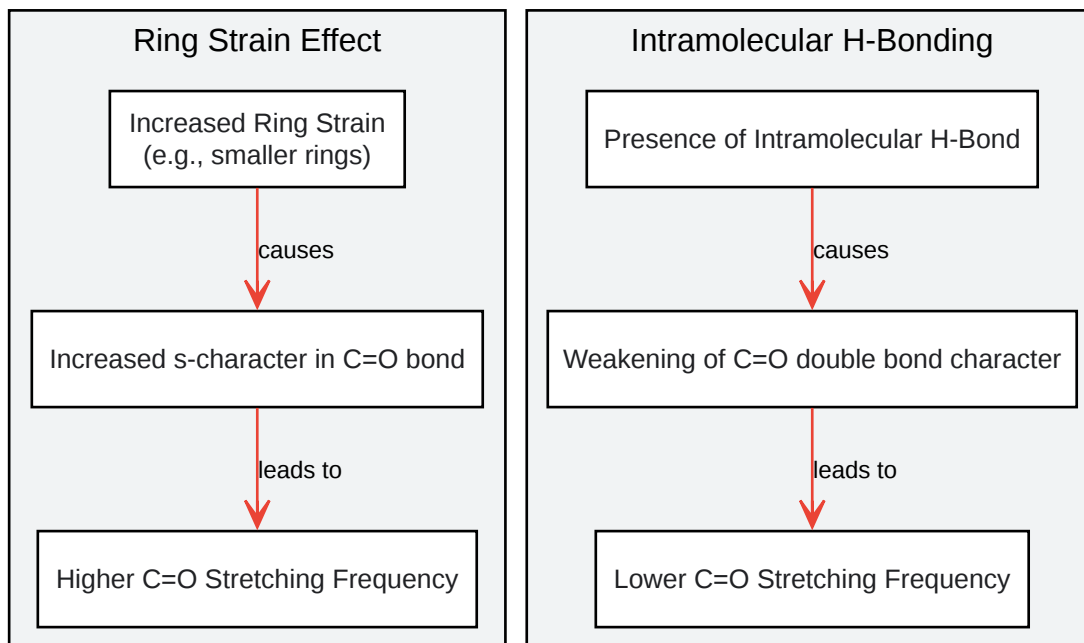 Ring Strain Effect
Increased Ring Strain
(e.g., smaller rings)
causes
Increased s-character in C=O bond
leads to
Higher C=O Stretching Frequency
Intramolecular H-Bonding
Presence of Intramolecular H-Bond
causes
Weakening of C=O double bond character
leads to
Lower C=O Stretching Frequency